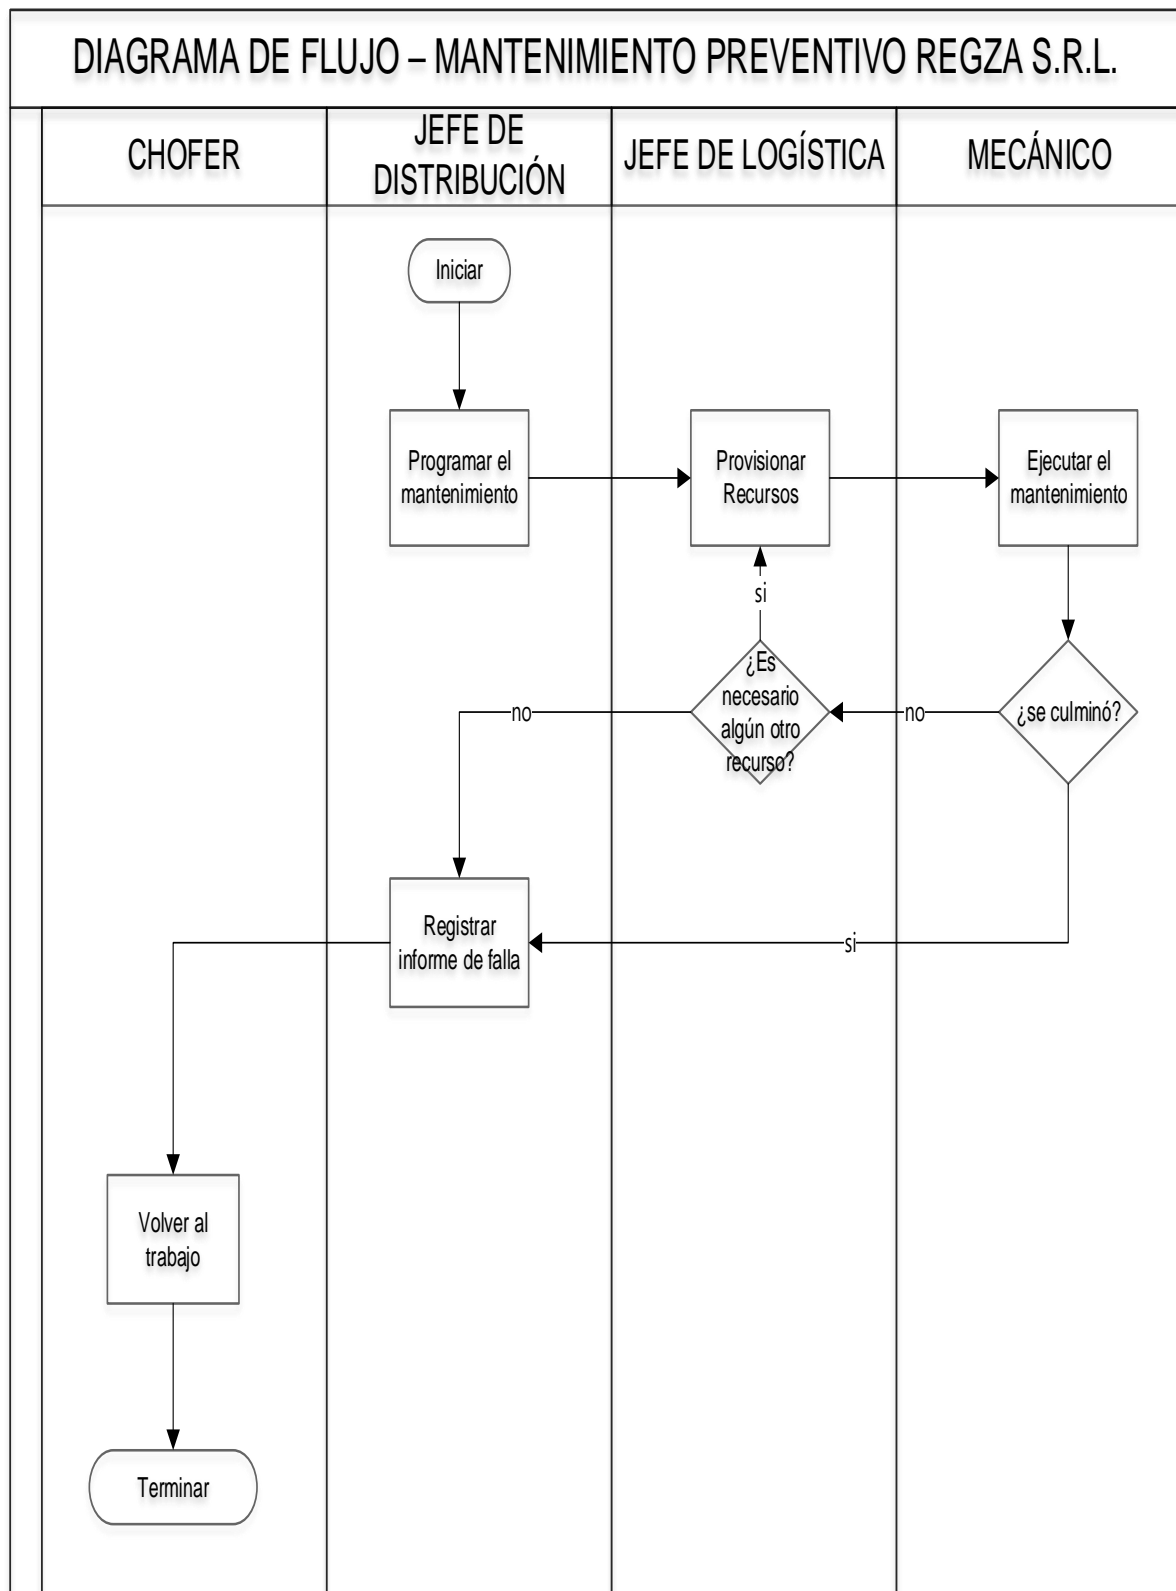 DIAGRAMA DE FLUJO – MANTENIMIENTO PREVENTIVO REGZA S.R.L.
CHOFER
JEFE DE
DISTRIBUCIÓN
JEFE DE LOGÍSTICA
MECÁNICO
Iniciar
Programar el
mantenimiento
Provisionar
Recursos
Ejecutar el
mantenimiento
si
¿Es
necesario
algún otro
recurso?
no
no
¿se culminó?
Registrar
informe de falla
si
Volver al
trabajo
Terminar